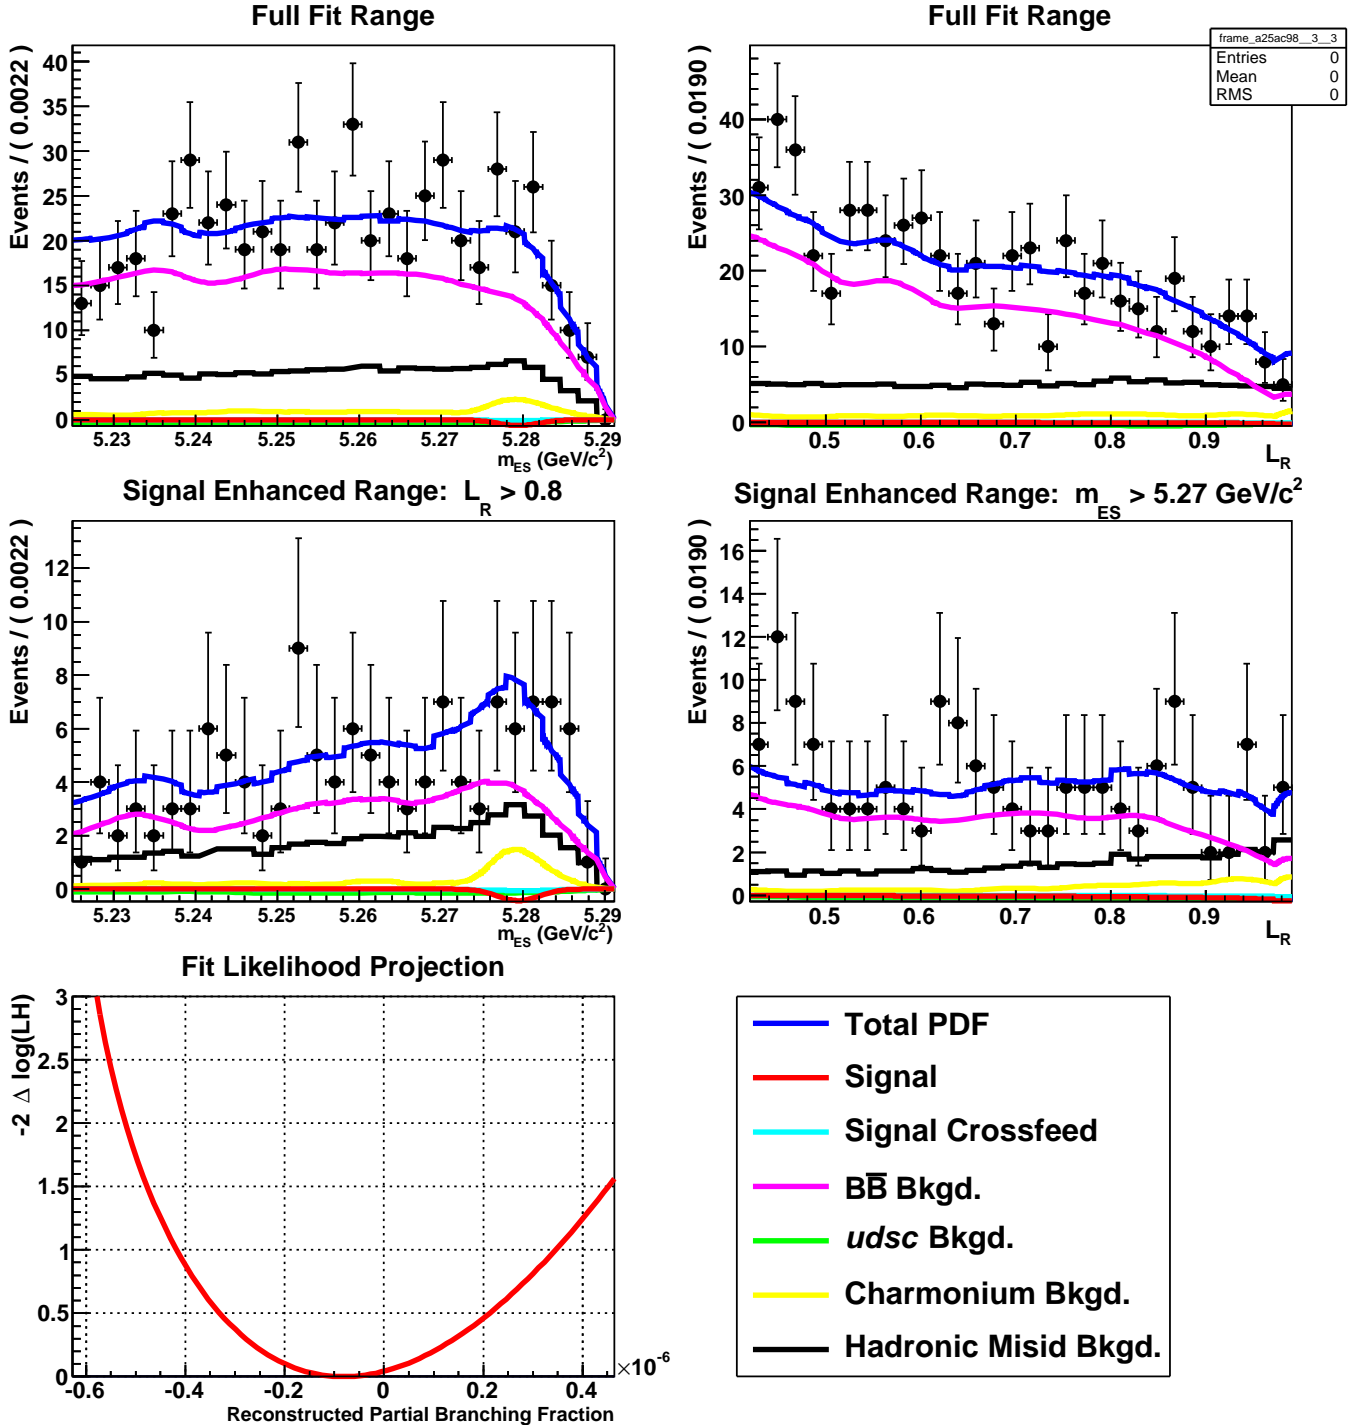 Full Fit Range
Events / ( 0.0022 )
40
35
30
25
20
15
10
5
0
5.23 5.24 5.25 5.26 5.27 5.28 5.29
m_ES (GeV/c²)
Full Fit Range
frame_a25ac98__3__3
Entries 0
Mean 0
RMS 0
Events / ( 0.0190 )
40
30
20
10
0
0.5 0.6 0.7 0.8 0.9
L_R
Signal Enhanced Range: L_R > 0.8
Events / ( 0.0022 )
12
10
8
6
4
2
0
5.23 5.24 5.25 5.26 5.27 5.28 5.29
m_ES (GeV/c²)
Signal Enhanced Range: m_ES > 5.27 GeV/c²
Events / ( 0.0190 )
16
14
12
10
8
6
4
2
0
0.5 0.6 0.7 0.8 0.9
L_R
Fit Likelihood Projection
-2 Δ log(LH)
3
2.5
2
1.5
1
0.5
0
-0.6 -0.4 -0.2 0 0.2 0.4
×10⁻⁶
Reconstructed Partial Branching Fraction
Total PDF
Signal
Signal Crossfeed
BB̅ Bkgd.
udsc Bkgd.
Charmonium Bkgd.
Hadronic Misid Bkgd.